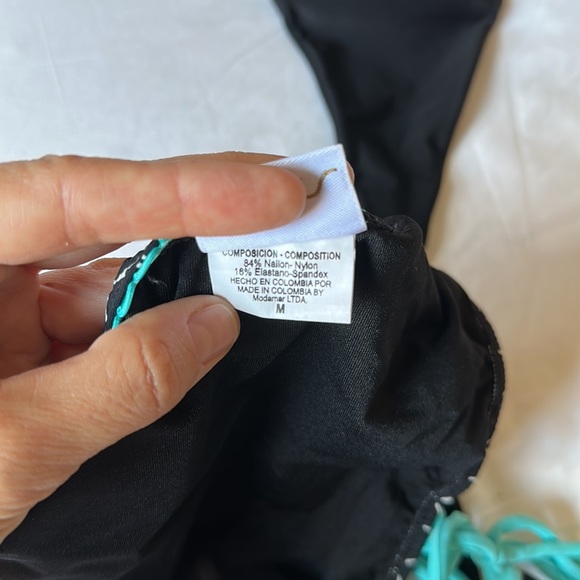 COMPOSICION - COMPOSITION
84% Nailon- Nylon
16% Elastano-Spandex
HECHO EN COLOMBIA POR
MADE IN COLOMBIA BY
Modamar LTDA.
M